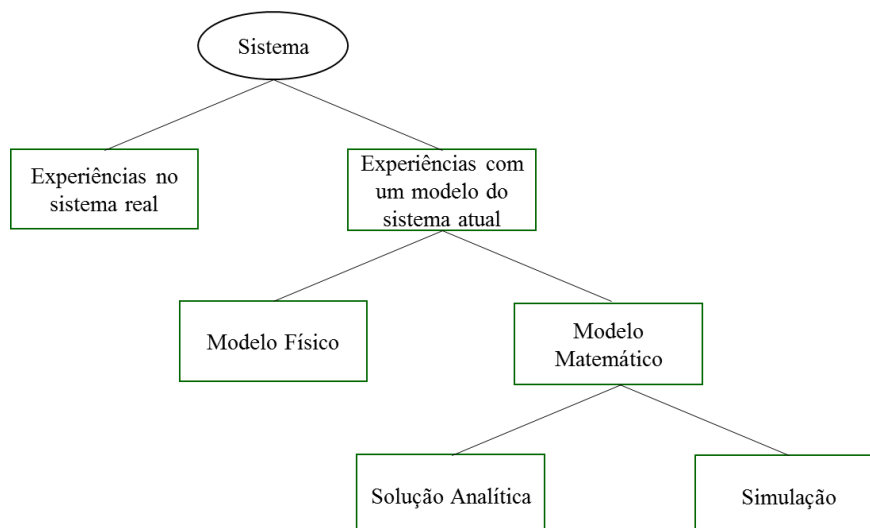 Sistema
Experiências no
sistema real
Experiências com
um modelo do
sistema atual
Modelo Físico
Modelo
Matemático
Solução Analítica
Simulação